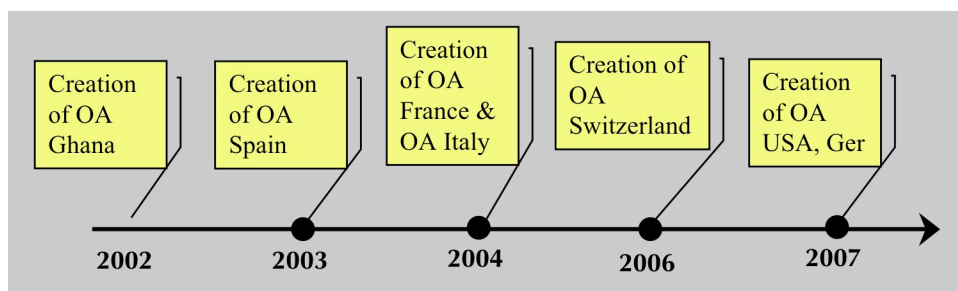 Creation
of OA
Ghana
Creation
of OA
Spain
Creation
of OA
France &
OA Italy
Creation of
OA
Switzerland
Creation
of OA
USA, Ger
2002
2003
2004
2006
2007